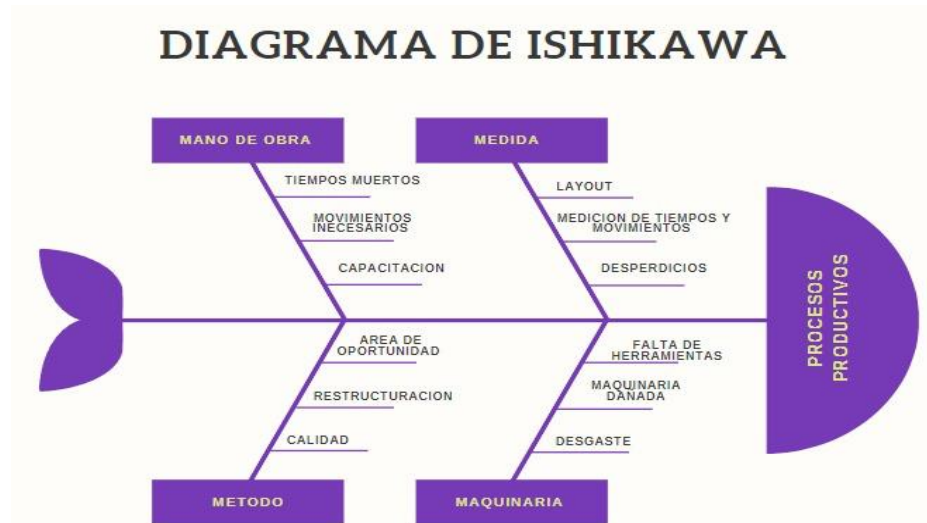 DIAGRAMA DE ISHIKAWA
MANO DE OBRA
TIEMPOS MUERTOS
MOVIMIENTOS
INECESARIOS
CAPACITACION
MEDIDA
LAYOUT
MEDICION DE TIEMPOS Y
MOVIMIENTOS
DESPERDICIOS
AREA DE
OPORTUNIDAD
RESTRUCTURACION
CALIDAD
METODO
FALTA DE
HERRAMIENTAS
MAQUINARIA
DAÑADA
DESGASTE
MAQUINARIA
PROCESOS
PRODUCTIVOS